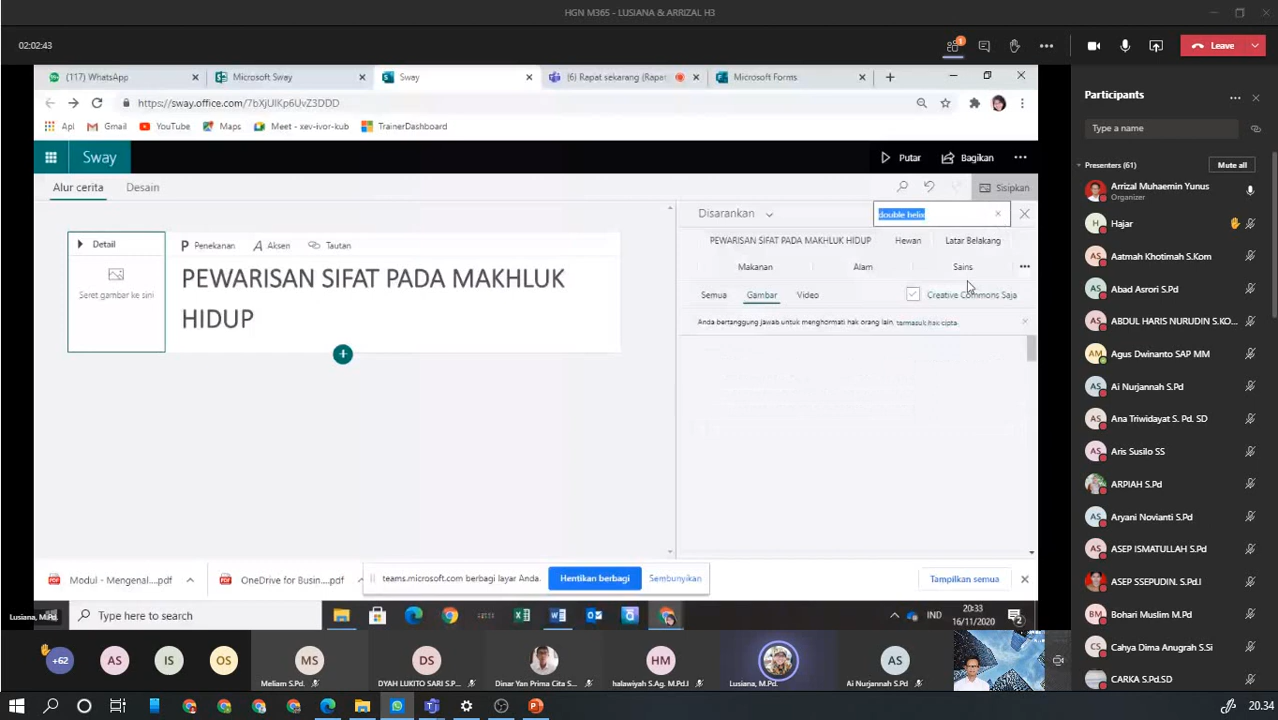 HGN M365 - LUSIANA & ARRIZAL H3
02:02:43
1
Leave
(117) WhatsApp
Microsoft Sway
Sway
(6) Rapat sekarang (Rapat
Microsoft Forms
https://sway.office.com/7bXjUlKp6UvZ3DDD
Apl
Gmail
YouTube
Maps
Meet - xev-ivor-kub
TrainerDashboard
Sway
Putar
Bagikan
Alur cerita
Desain
Sisipkan
Detail
Seret gambar ke sini
Penekanan
Aksen
Tautan
PEWARISAN SIFAT PADA MAKHLUK
HIDUP
Disarankan
double helix
PEWARISAN SIFAT PADA MAKHLUK HIDUP
Hewan
Latar Belakang
Makanan
Alam
Sains
Semua
Gambar
Video
Creative Commons Saja
Anda bertanggung jawab untuk menghormati hak orang lain, termasuk hak cipta
Modul - Mengenal....pdf
OneDrive for Busin....pdf
teams.microsoft.com berbagi layar Anda.
Hentikan berbagi
Sembunyikan
Tampilkan semua
Lusiana, M.Pd.
Type here to search
IND
20:33
16/11/2020
2
Participants
Type a name
Presenters (61)
Mute all
Arrizal Muhaemin Yunus
Organizer
H
Hajar
Aatmah Khotimah S.Kom
AS
Abad Asrori S.Pd
ABDUL HARIS NURUDIN S.KO...
AM
Agus Dwinanto SAP MM
Ai Nurjannah S.Pd
Ana Triwidayat S. Pd. SD
AS
Aris Susilo SS
ARPIAH S.Pd
Aryani Novianti S.Pd
AS
ASEP ISMATULLAH S.Pd
ASEP SSEPUDIN. S.Pd.I
Bohari Muslim M.Pd
Cahya Dima Anugrah S.Si
CARKA S.Pd.SD
+62
AS
IS
OS
MS
Meliam S.Pd.
DS
DYAH LUKITO SARI S.P...
Dinar Yan Prima Cita S...
HM
halawiyah S.Ag. M.Pd.I
Lusiana, M.Pd.
AS
Ai Nurjannah S.Pd
20.34